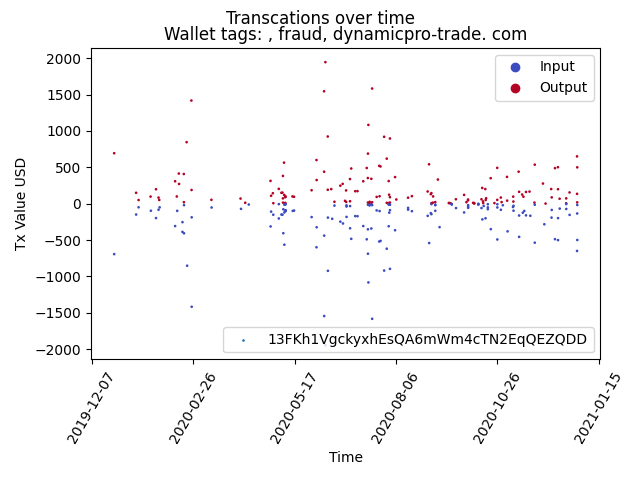 Transcations over time
Wallet tags: , fraud, dynamicpro-trade. com
Tx Value USD
2000
1500
1000
500
0
−500
−1000
−1500
−2000
Input
Output
13FKh1VgckyxhEsQA6mWm4cTN2EqQEZQDD
2019-12-07
2020-02-26
2020-05-17
2020-08-06
2020-10-26
2021-01-15
Time